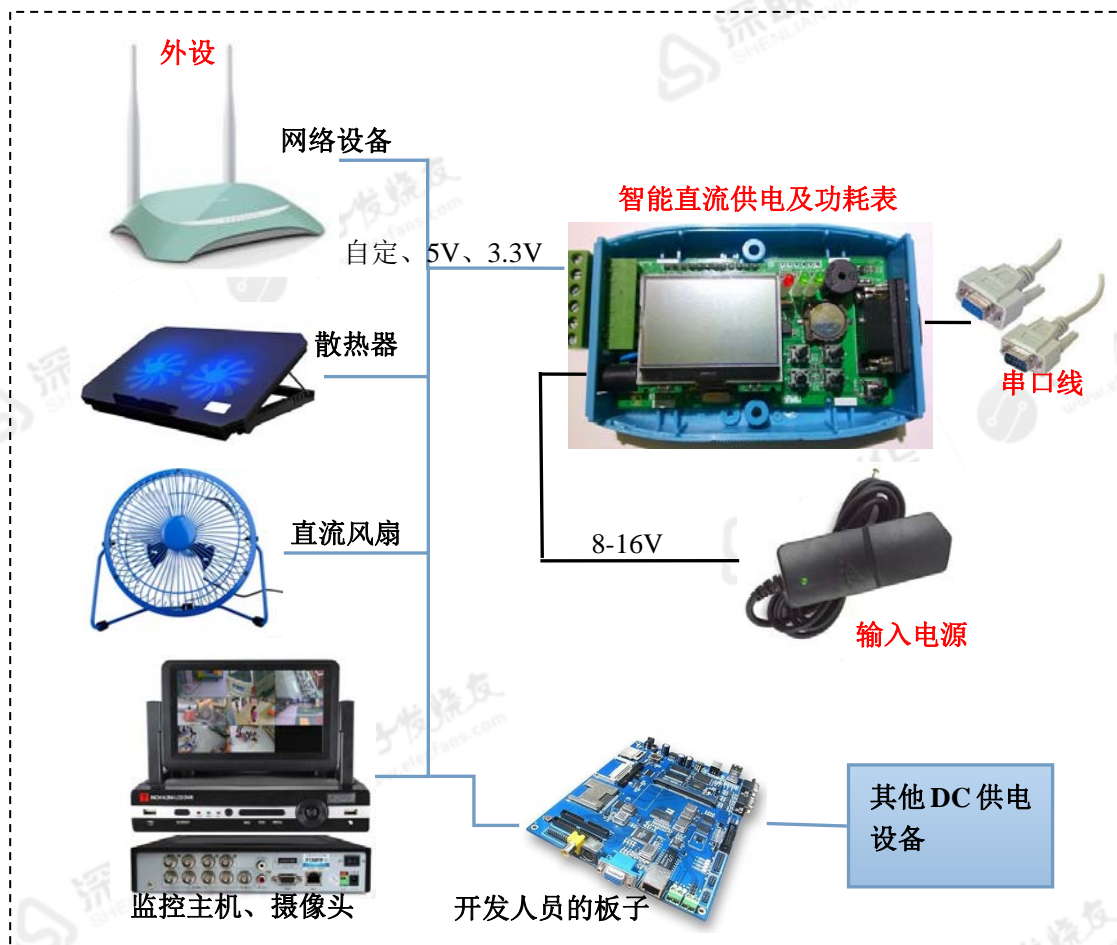 外设
网络设备
智能直流供电及功耗表
自定、5V、3.3V
散热器
串口线
直流风扇
8-16V
输入电源
其他 DC 供电
设备
监控主机、摄像头
开发人员的板子